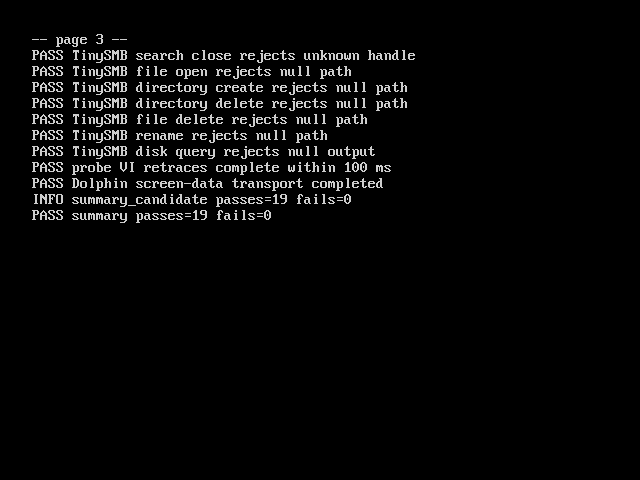 -- page 3 --
PASS TinySMB search close rejects unknown handle
PASS TinySMB file open rejects null path
PASS TinySMB directory create rejects null path
PASS TinySMB directory delete rejects null path
PASS TinySMB file delete rejects null path
PASS TinySMB rename rejects null path
PASS TinySMB disk query rejects null output
PASS probe VI retraces complete within 100 ms
PASS Dolphin screen-data transport completed
INFO summary_candidate passes=19 fails=0
PASS summary passes=19 fails=0